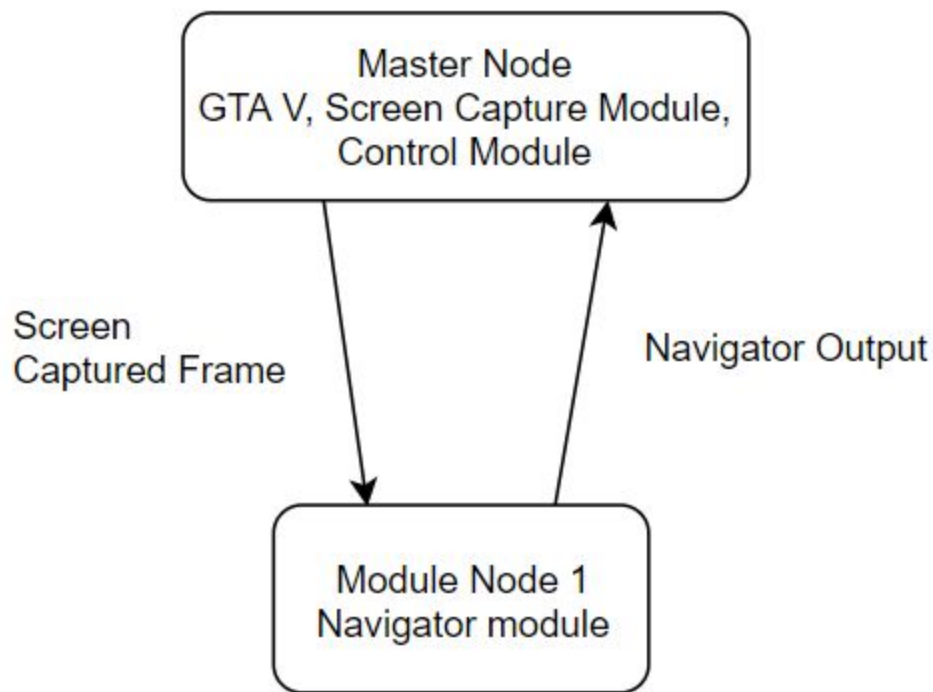 Master Node
GTA V, Screen Capture Module,
Control Module
Screen
Captured Frame
Navigator Output
Module Node 1
Navigator module